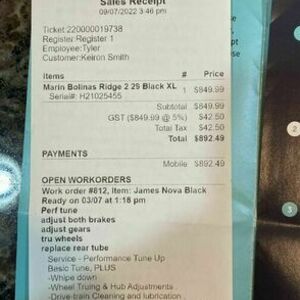 Sales Receipt
09/07/2022 3:46 pm
Ticket:220000019738
Register:Register 1
Employee:Tyler
Customer:Keiron Smith
Items # Price
Marin Bolinas Ridge 2 29 Black XL 1 $849.99
Serial#: H21025455
Subtotal $849.99
GST ($849.99 @ 5%) $42.50
Total Tax $42.50
Total $892.49
PAYMENTS
Mobile $892.49
OPEN WORKORDERS
Work order #812, Item: James Nova Black
Ready on 03/07 at 1:18 pm
Perf tune
adjust both brakes
adjust gears
tru wheels
replace rear tube
Service - Performance Tune Up
Basic Tune, PLUS
-Whipe down
-Wheel Truing & Hub Adjustments
-Drive-train Cleaning and lubrication
2
3